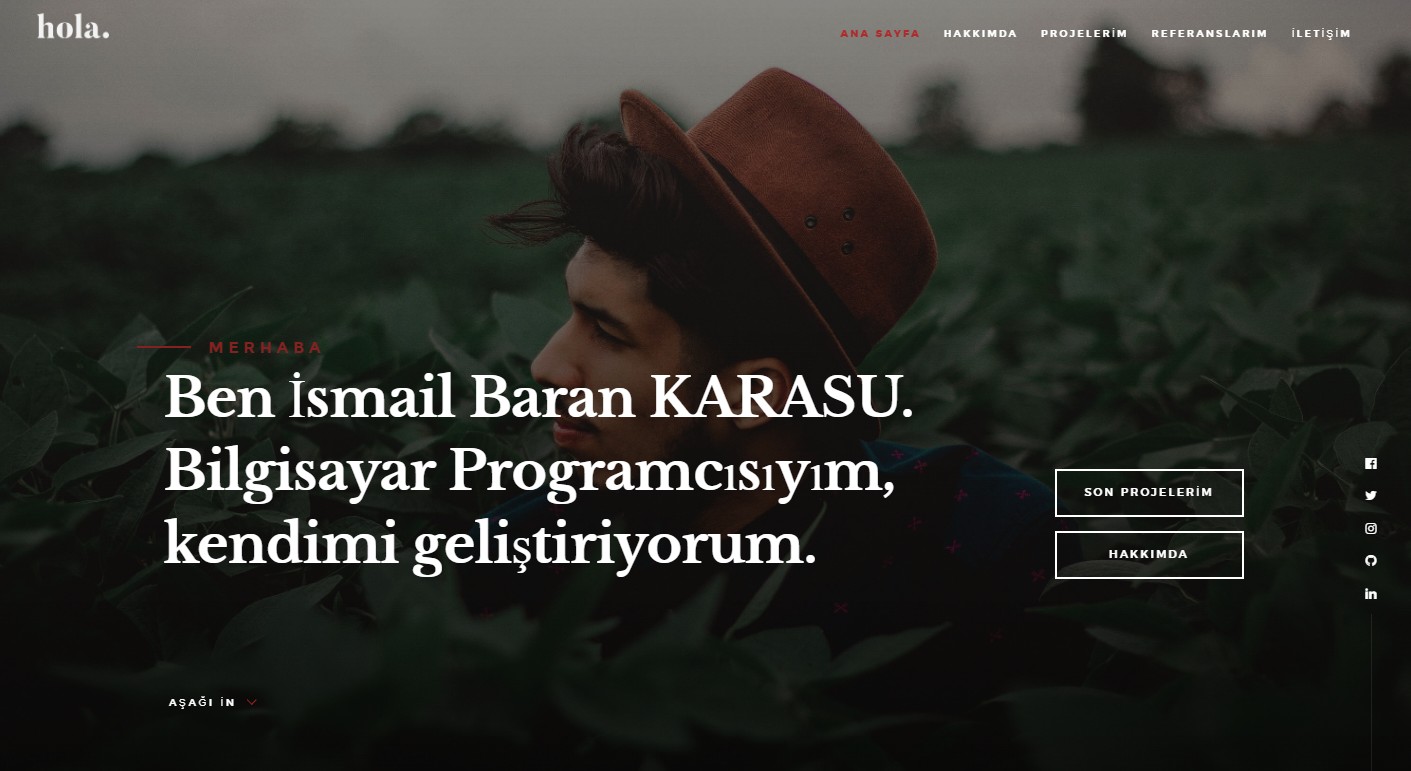 hola.
ANA SAYFA HAKKIMDA PROJELERİM REFERANSLARIM İLETİŞİM
MERHABA
Ben İsmail Baran KARASU.
Bilgisayar Programcısıyım,
kendimi geliştiriyorum.
SON PROJELERİM
HAKKIMDA
AŞAĞI İN